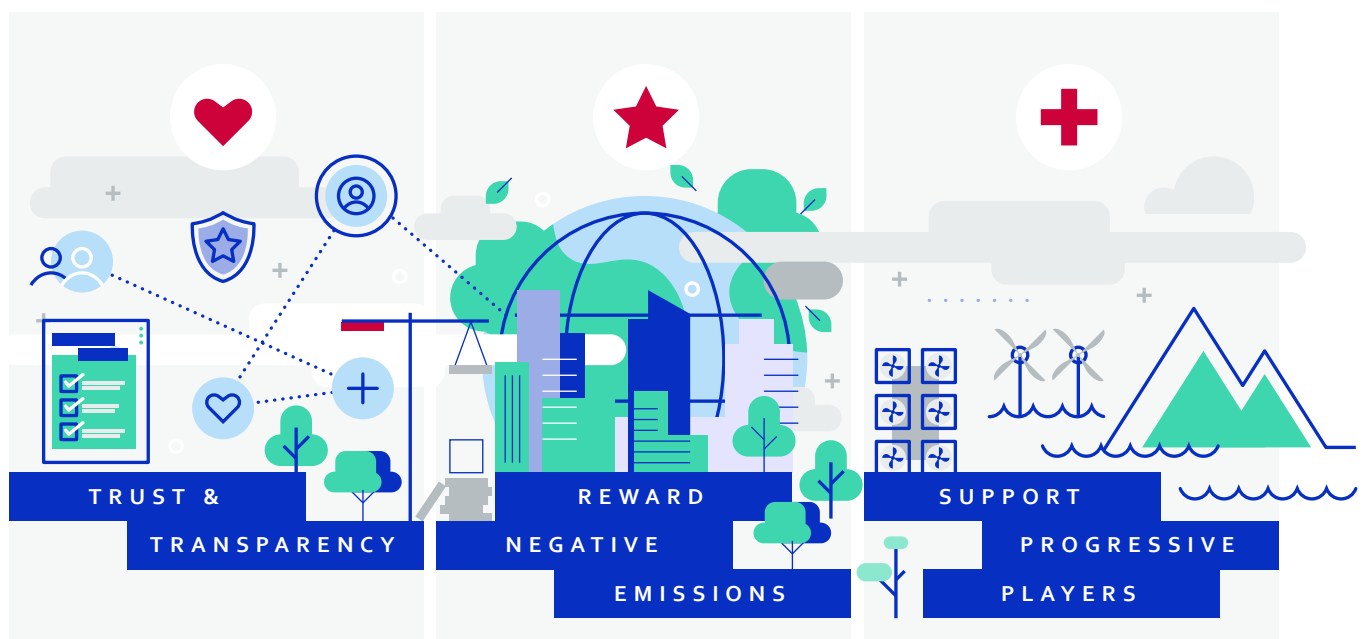 TRUST &
TRANSPARENCY
REWARD
NEGATIVE
EMISSIONS
SUPPORT
PROGRESSIVE
PLAYERS